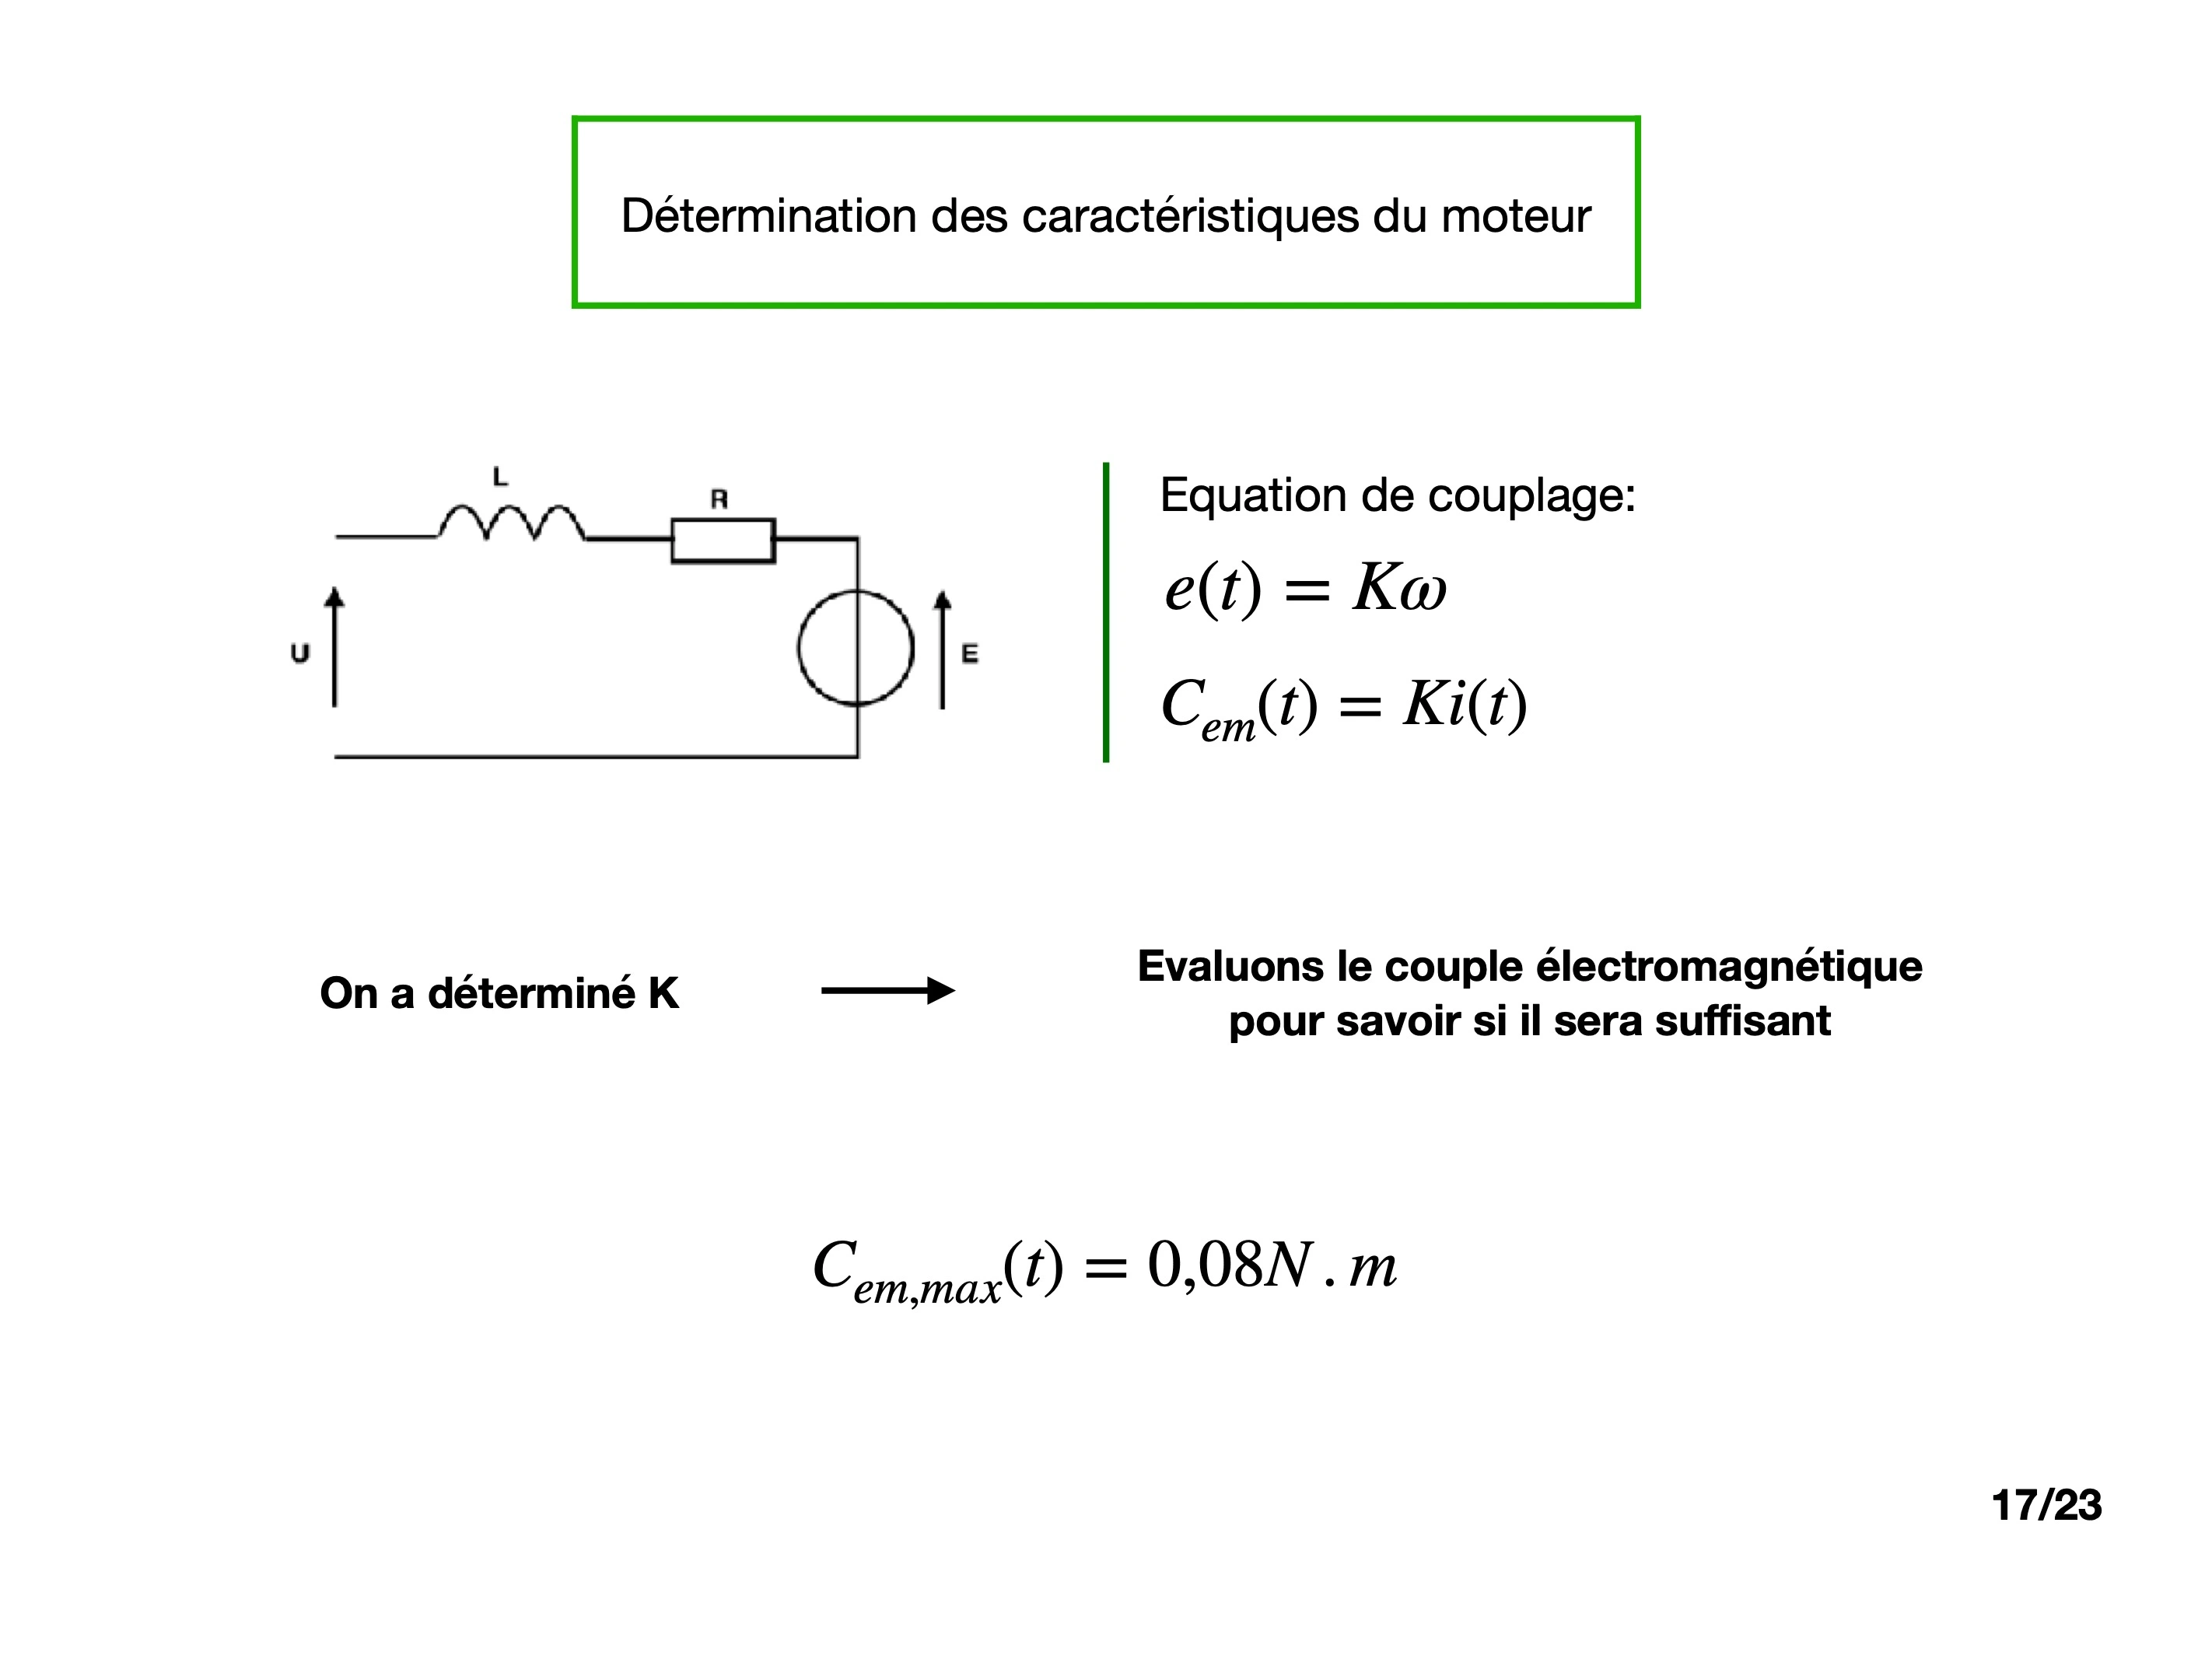 Détermination des caractéristiques du moteur
L
R
U
E
Equation de couplage:
e(t) = Kω
C_{em}(t) = Ki(t)
On a déterminé K
Evaluons le couple électromagnétique
pour savoir si il sera suffisant
C_{em,max}(t) = 0,08N . m
17/23